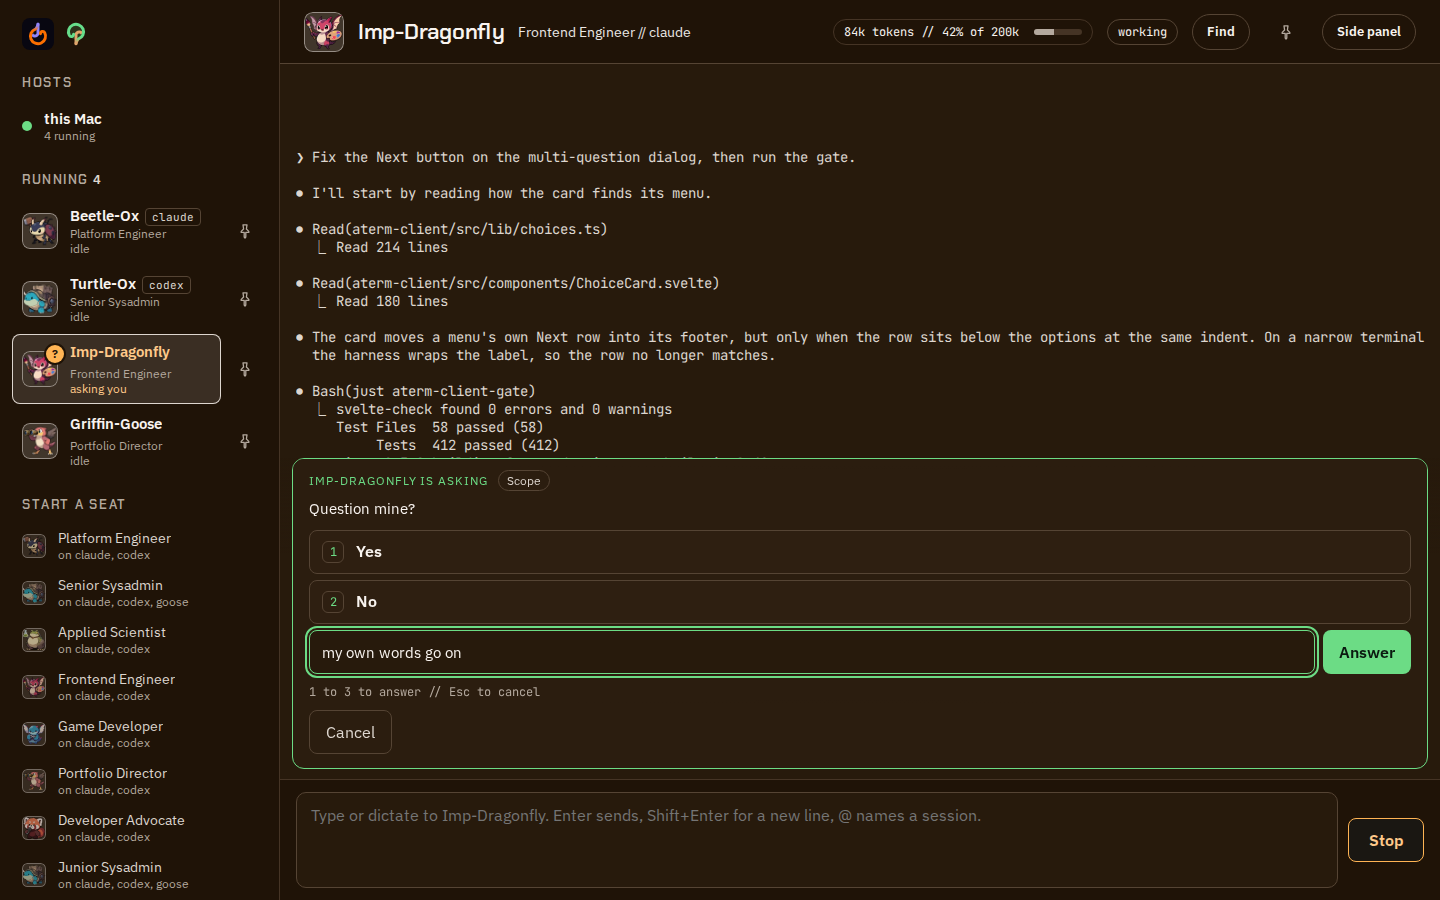 HOSTS
this Mac
4 running
RUNNING 4
Beetle-Ox claude
Platform Engineer
idle
Turtle-Ox codex
Senior Sysadmin
idle
?
Imp-Dragonfly
Frontend Engineer
asking you
Griffin-Goose
Portfolio Director
idle
START A SEAT
Platform Engineer
on claude, codex
Senior Sysadmin
on claude, codex, goose
Applied Scientist
on claude, codex
Frontend Engineer
on claude, codex
Game Developer
on claude, codex
Portfolio Director
on claude, codex
Developer Advocate
on claude, codex
Junior Sysadmin
on claude, codex, goose
Imp-Dragonfly Frontend Engineer // claude
84k tokens // 42% of 200k
working
Find
Side panel
❯ Fix the Next button on the multi-question dialog, then run the gate.
● I'll start by reading how the card finds its menu.
● Read(aterm-client/src/lib/choices.ts)
⎿ Read 214 lines
● Read(aterm-client/src/components/ChoiceCard.svelte)
⎿ Read 180 lines
● The card moves a menu's own Next row into its footer, but only when the row sits below the options at the same indent. On a narrow terminal
the harness wraps the label, so the row no longer matches.
● Bash(just aterm-client-gate)
⎿ svelte-check found 0 errors and 0 warnings
Test Files 58 passed (58)
Tests 412 passed (412)
IMP-DRAGONFLY IS ASKING Scope
Question mine?
1 Yes
2 No
my own words go on
Answer
1 to 3 to answer // Esc to cancel
Cancel
Type or dictate to Imp-Dragonfly. Enter sends, Shift+Enter for a new line, @ names a session.
Stop